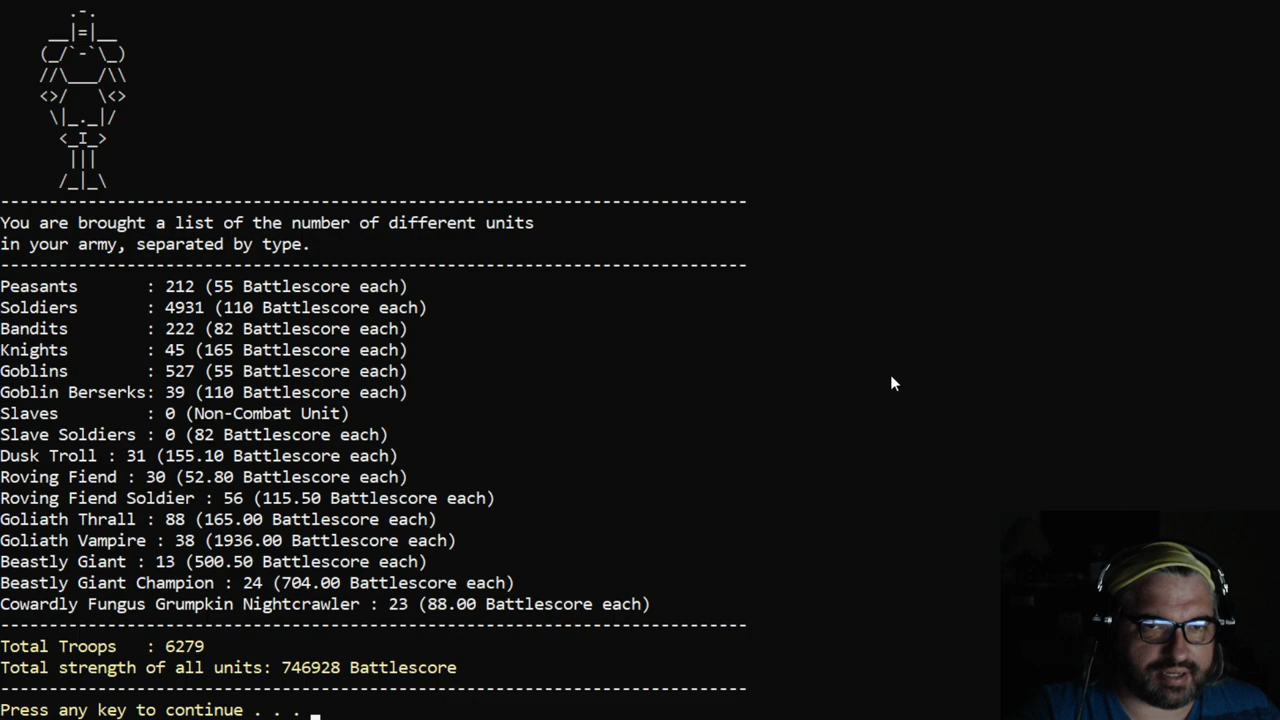 You are brought a list of the number of different units
in your army, separated by type.
Peasants : 212 (55 Battlescore each)
Soldiers : 4931 (110 Battlescore each)
Bandits : 222 (82 Battlescore each)
Knights : 45 (165 Battlescore each)
Goblins : 527 (55 Battlescore each)
Goblin Berserks: 39 (110 Battlescore each)
Slaves : 0 (Non-Combat Unit)
Slave Soldiers : 0 (82 Battlescore each)
Dusk Troll : 31 (155.10 Battlescore each)
Roving Fiend : 30 (52.80 Battlescore each)
Roving Fiend Soldier : 56 (115.50 Battlescore each)
Goliath Thrall : 88 (165.00 Battlescore each)
Goliath Vampire : 38 (1936.00 Battlescore each)
Beastly Giant : 13 (500.50 Battlescore each)
Beastly Giant Champion : 24 (704.00 Battlescore each)
Cowardly Fungus Grumpkin Nightcrawler : 23 (88.00 Battlescore each)
Total Troops : 6279
Total strength of all units: 746928 Battlescore
Press any key to continue . . .